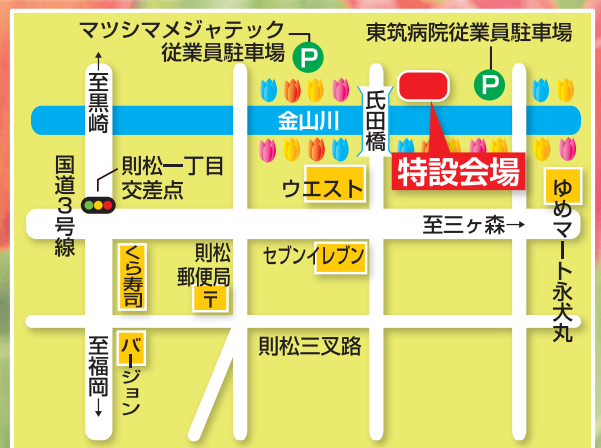 マツシマメジャテック
従業員駐車場
P
東筑病院従業員駐車場
P
↑
至黒崎
金山川
氏田橋
特設会場
国道3号線
則松一丁目
交差点
ウエスト
ゆめマート永犬丸
至三ヶ森→
くら寿司
則松
郵便局
〒
セブンイレブン
則松三叉路
バージョン
至福岡
↓